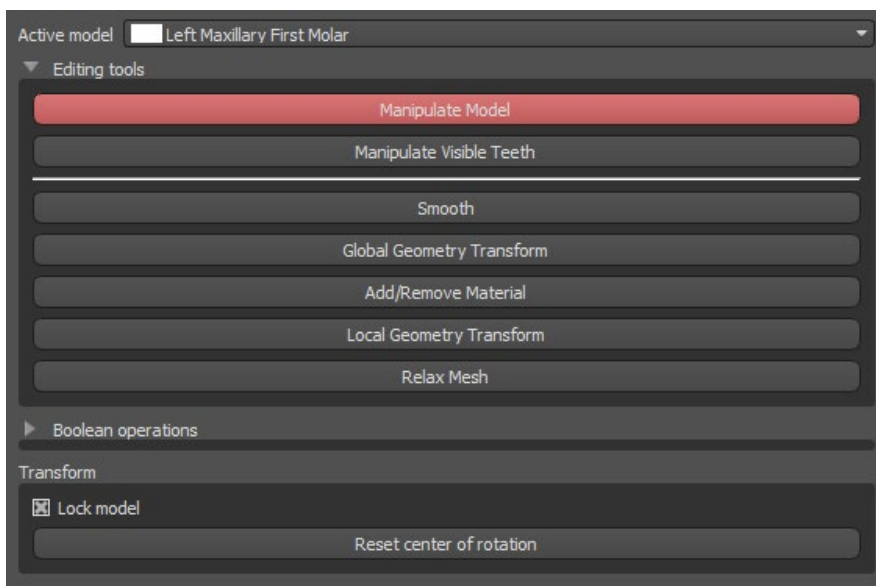 Active model Left Maxillary First Molar
Editing tools
Manipulate Model
Manipulate Visible Teeth
Smooth
Global Geometry Transform
Add/Remove Material
Local Geometry Transform
Relax Mesh
Boolean operations
Transform
Lock model
Reset center of rotation